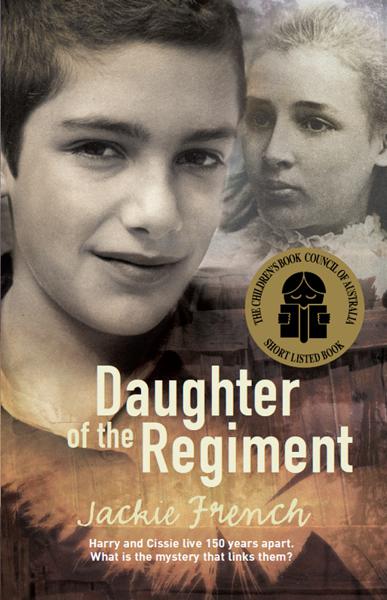 THE CHILDREN'S BOOK COUNCIL OF AUSTRALIA
SHORT LISTED BOOK
Daughter
of the Regiment
Jackie French
Harry and Cissie live 150 years apart.
What is the mystery that links them?